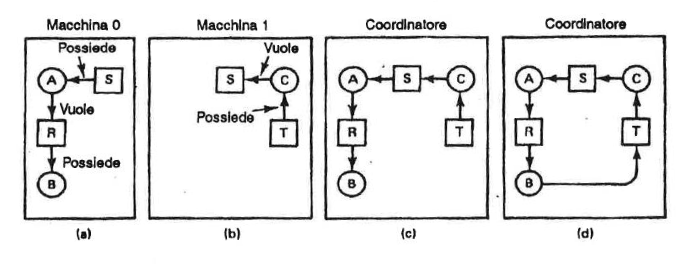 Macchina 0
Macchina 1
Coordinatore
Coordinatore
Possiede
A
S
Vuole
R
Possiede
B
Vuole
S
C
Possiede
T
A
S
C
R
T
B
A
S
C
R
T
B
(a)
(b)
(c)
(d)